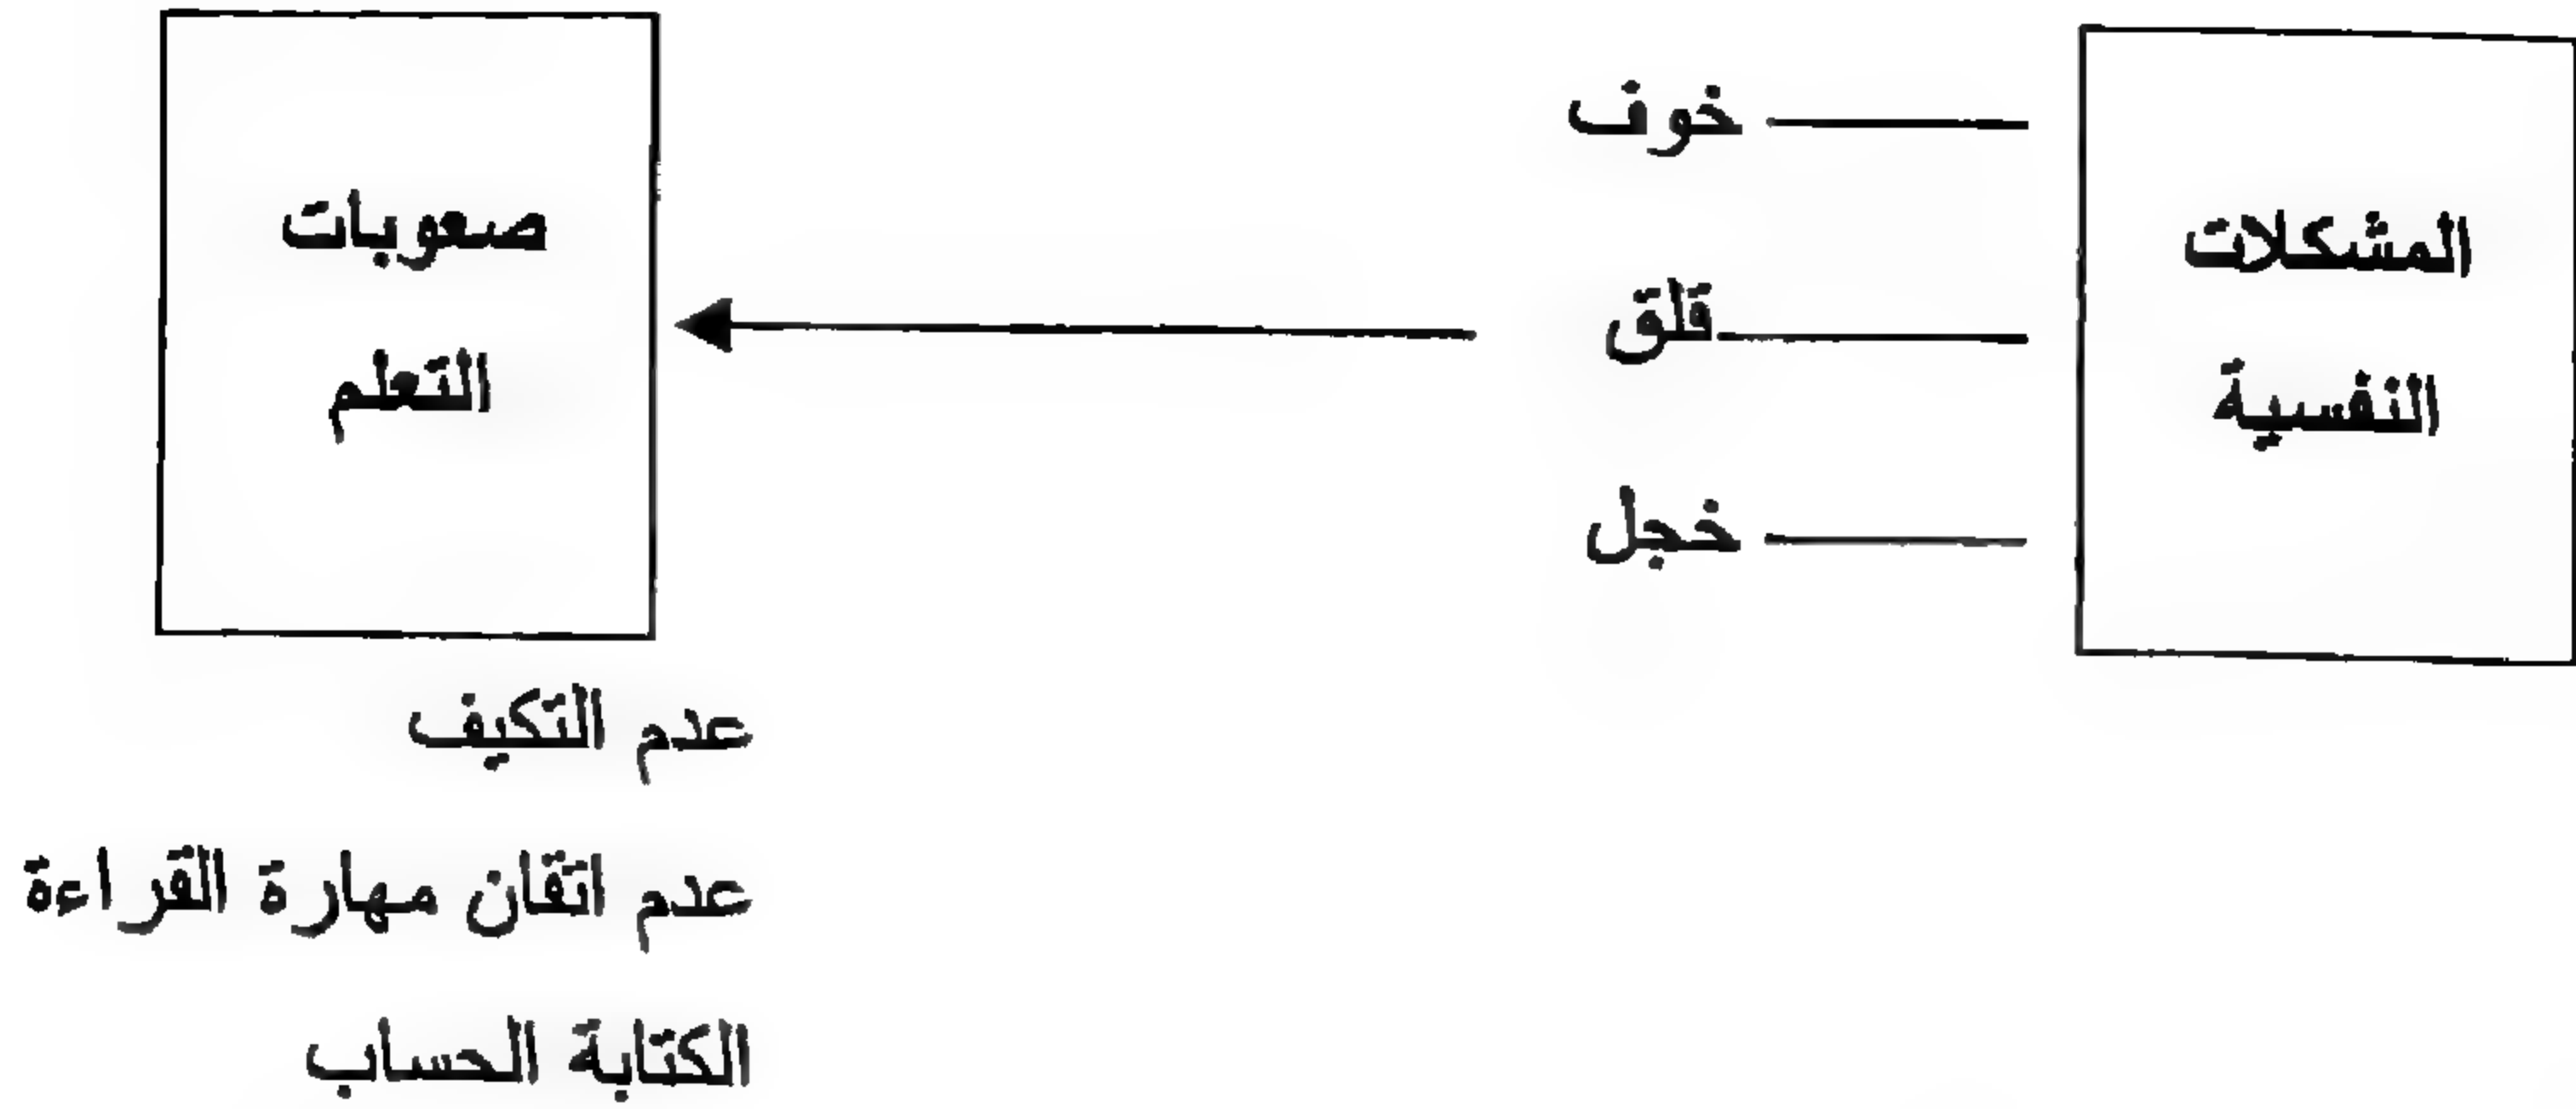 المشكلات
النفسية
خوف
قلق
خجل
صعوبات
التعلم
عدم التكيف
عدم اتقان مهارة القراءة
الكتابة الحساب